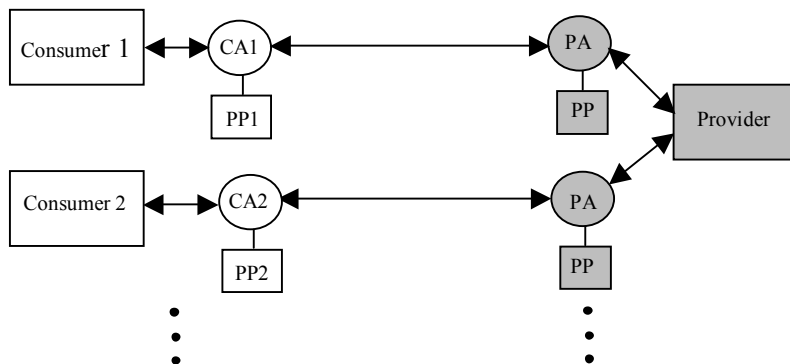 Consumer 1
CA1
PA
PP1
PP
Provider
Consumer 2
CA2
PA
PP2
PP